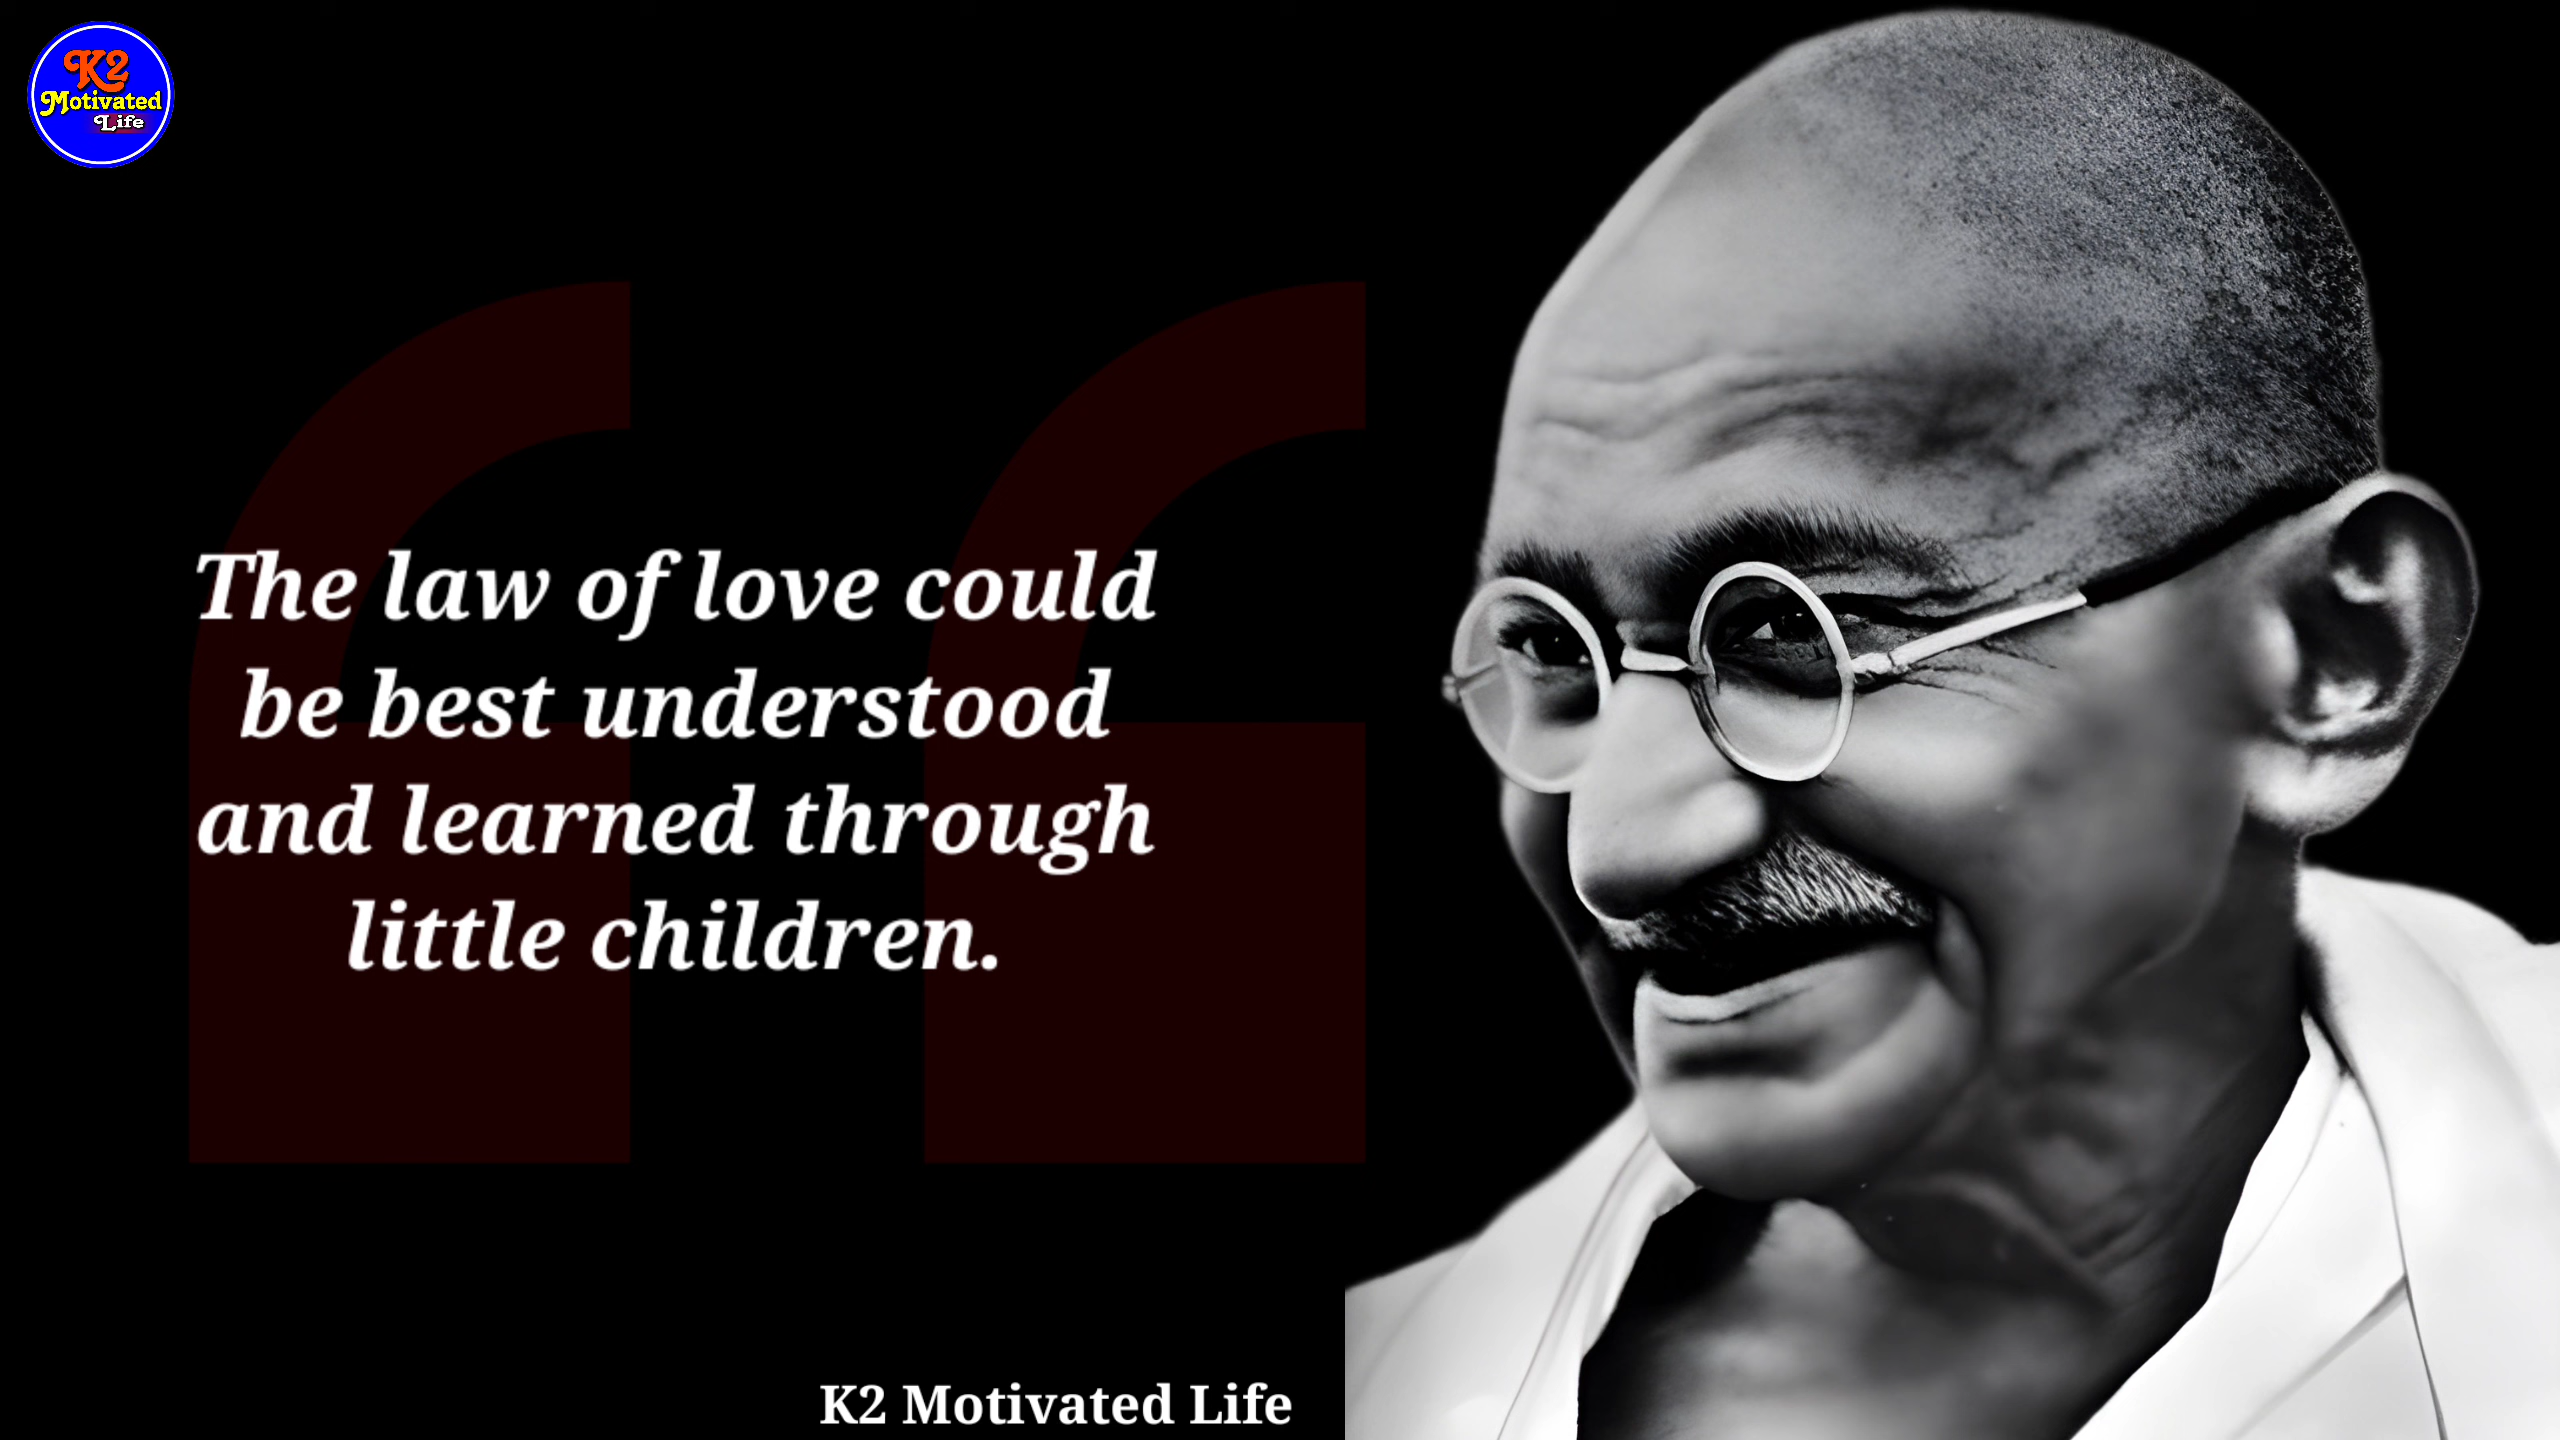 K2
Motivated
Life
The law of love could
be best understood
and learned through
little children.
K2 Motivated Life